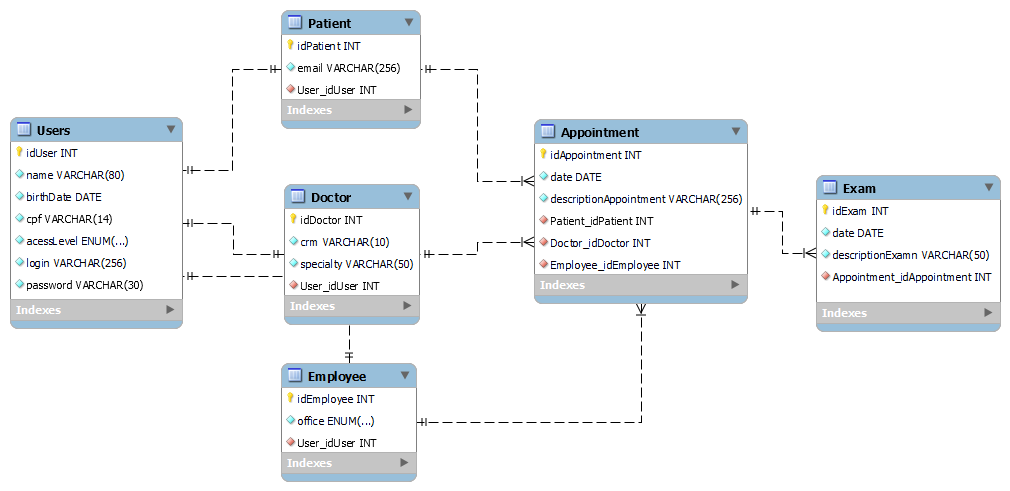 Patient
idPatient INT
email VARCHAR(256)
User_idUser INT
Indexes
Users
idUser INT
name VARCHAR(80)
birthDate DATE
cpf VARCHAR(14)
acessLevel ENUM(...)
login VARCHAR(256)
password VARCHAR(30)
Indexes
Doctor
idDoctor INT
crm VARCHAR(10)
specialty VARCHAR(50)
User_idUser INT
Indexes
Employee
idEmployee INT
office ENUM(...)
User_idUser INT
Indexes
Appointment
idAppointment INT
date DATE
descriptionAppointment VARCHAR(256)
Patient_idPatient INT
Doctor_idDoctor INT
Employee_idEmployee INT
Indexes
Exam
idExam INT
date DATE
descriptionExamn VARCHAR(50)
Appointment_idAppointment INT
Indexes